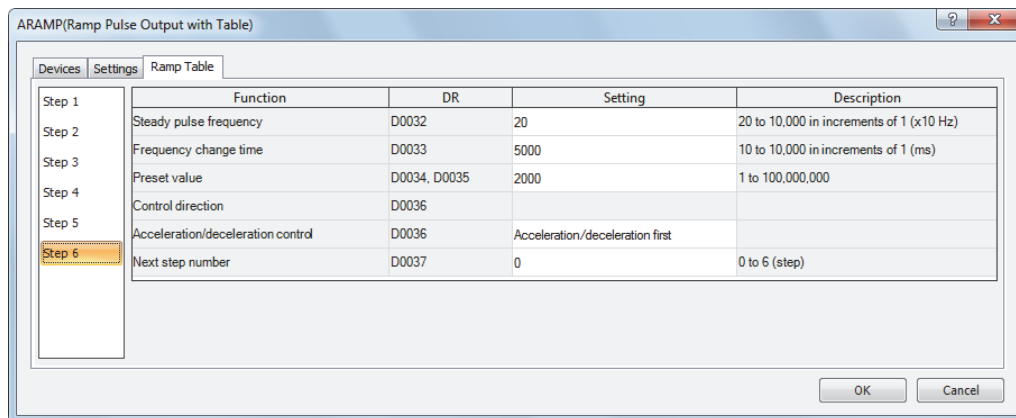 ARAMP(Ramp Pulse Output with Table)
Devices Settings Ramp Table
Step 1
Step 2
Step 3
Step 4
Step 5
Step 6
Function DR Setting Description
Steady pulse frequency D0032 20 20 to 10,000 in increments of 1 (x10 Hz)
Frequency change time D0033 5000 10 to 10,000 in increments of 1 (ms)
Preset value D0034, D0035 2000 1 to 100,000,000
Control direction D0036
Acceleration/deceleration control D0036 Acceleration/deceleration first
Next step number D0037 0 0 to 6 (step)
OK Cancel